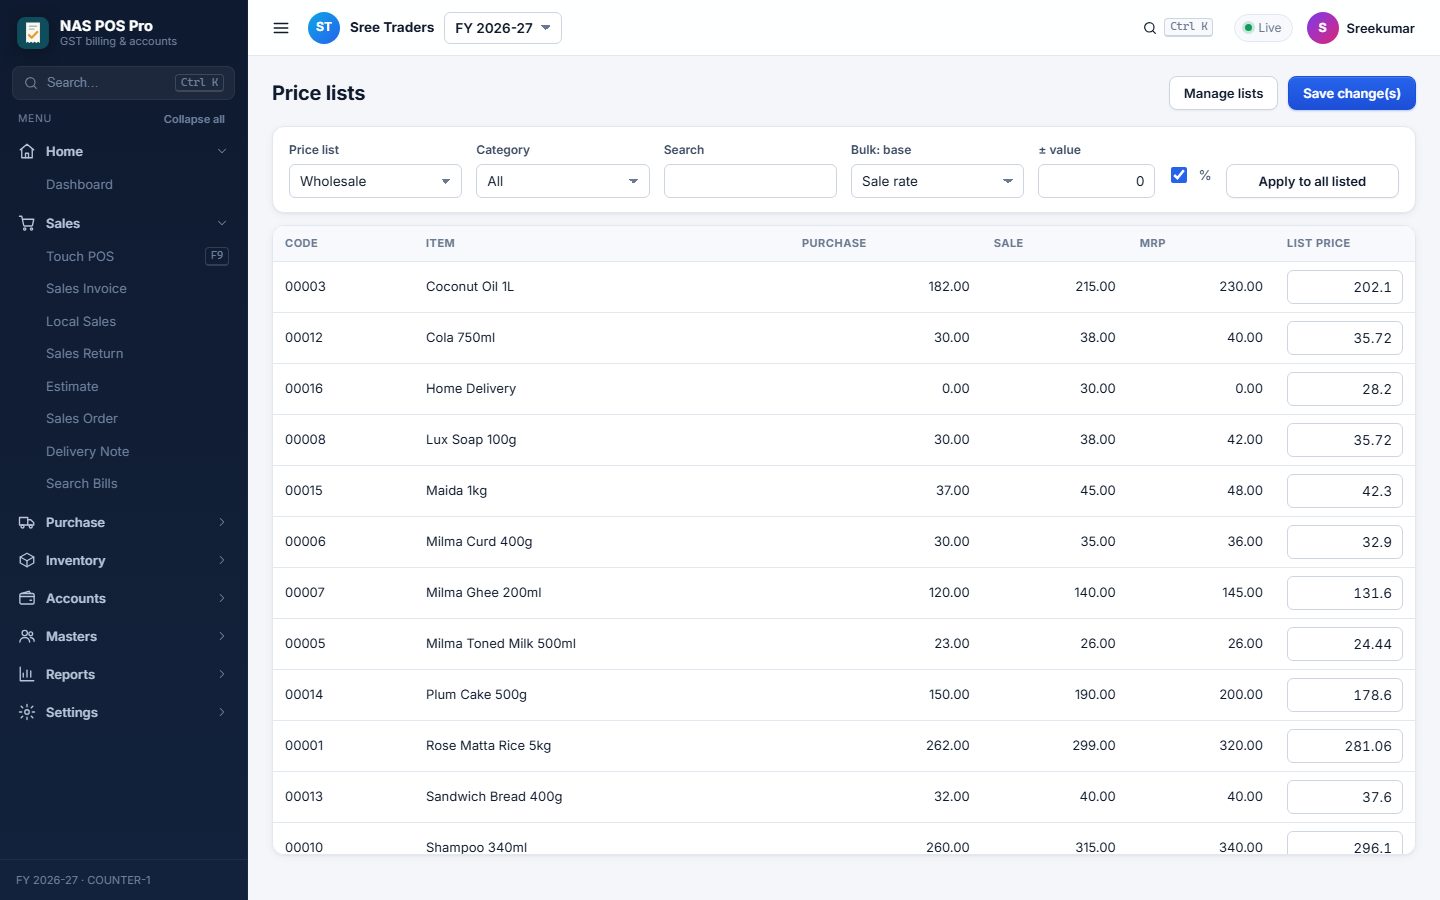 NAS POS Pro
GST billing & accounts
Search... Ctrl K
MENU Collapse all
Home
Dashboard
Sales
Touch POS F9
Sales Invoice
Local Sales
Sales Return
Estimate
Sales Order
Delivery Note
Search Bills
Purchase
Inventory
Accounts
Masters
Reports
Settings
FY 2026-27 · COUNTER-1
ST Sree Traders FY 2026-27 Ctrl K Live S Sreekumar
Price lists Manage lists Save change(s)
Price list Category Search Bulk: base ± value
Wholesale All Sale rate 0 % Apply to all listed
CODE ITEM PURCHASE SALE MRP LIST PRICE
00003 Coconut Oil 1L 182.00 215.00 230.00 202.1
00012 Cola 750ml 30.00 38.00 40.00 35.72
00016 Home Delivery 0.00 30.00 0.00 28.2
00008 Lux Soap 100g 30.00 38.00 42.00 35.72
00015 Maida 1kg 37.00 45.00 48.00 42.3
00006 Milma Curd 400g 30.00 35.00 36.00 32.9
00007 Milma Ghee 200ml 120.00 140.00 145.00 131.6
00005 Milma Toned Milk 500ml 23.00 26.00 26.00 24.44
00014 Plum Cake 500g 150.00 190.00 200.00 178.6
00001 Rose Matta Rice 5kg 262.00 299.00 320.00 281.06
00013 Sandwich Bread 400g 32.00 40.00 40.00 37.6
00010 Shampoo 340ml 260.00 315.00 340.00 296.1